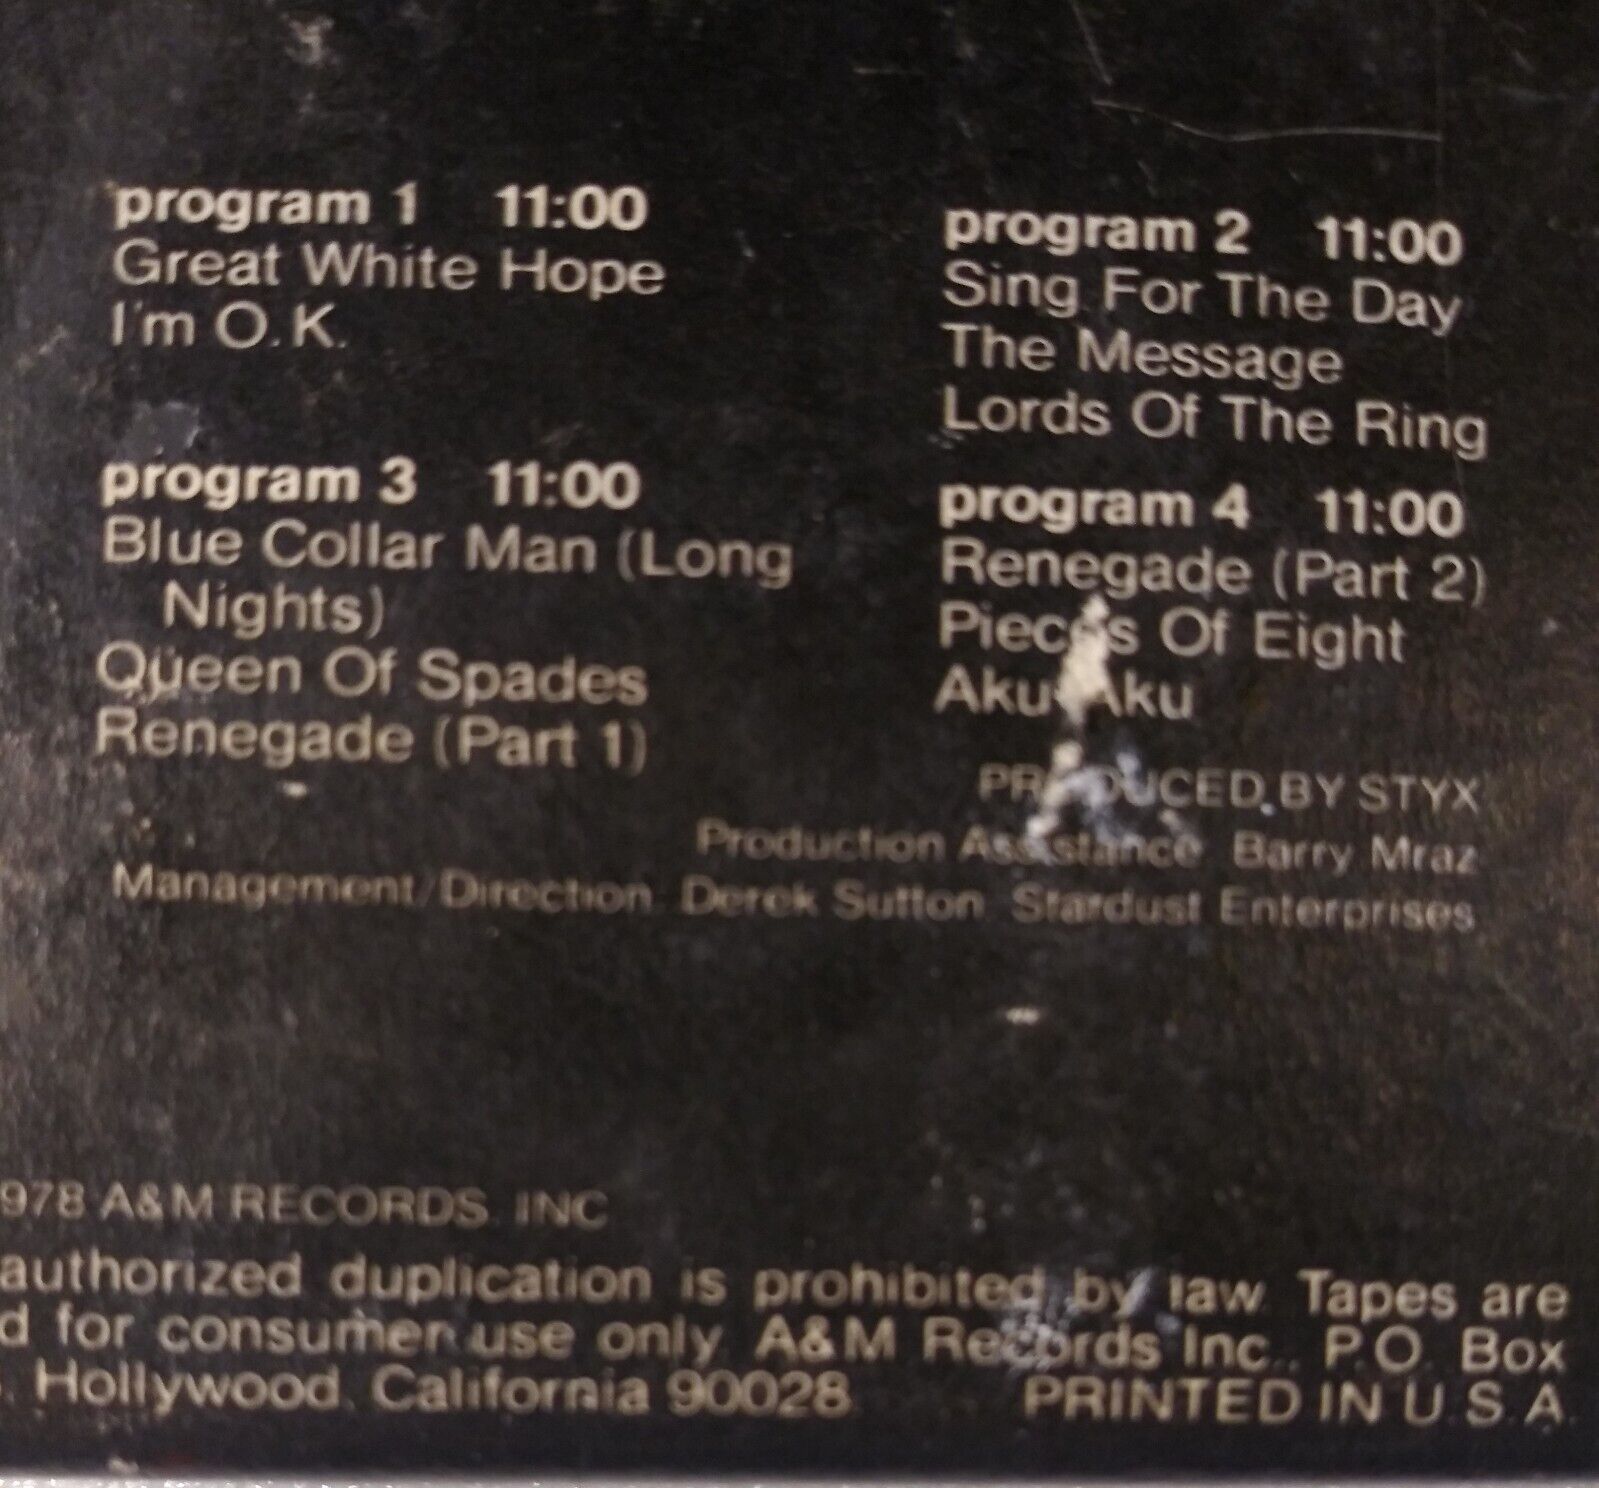 program 1 11:00
Great White Hope
I'm O.K.
program 2 11:00
Sing For The Day
The Message
Lords Of The Ring
program 3 11:00
Blue Collar Man (Long
Nights)
Queen Of Spades
Renegade (Part 1)
program 4 11:00
Renegade (Part 2)
Pieces Of Eight
Aku-Aku
PRODUCED BY STYX
Production Assistance Barry Mraz
Management/Direction Derek Sutton Stardust Enterprises
978 A&M RECORDS, INC
authorized duplication is prohibited by law Tapes are
d for consumer use only A&M Records Inc., P.O. Box
, Hollywood, California 90028 PRINTED IN U.S.A.